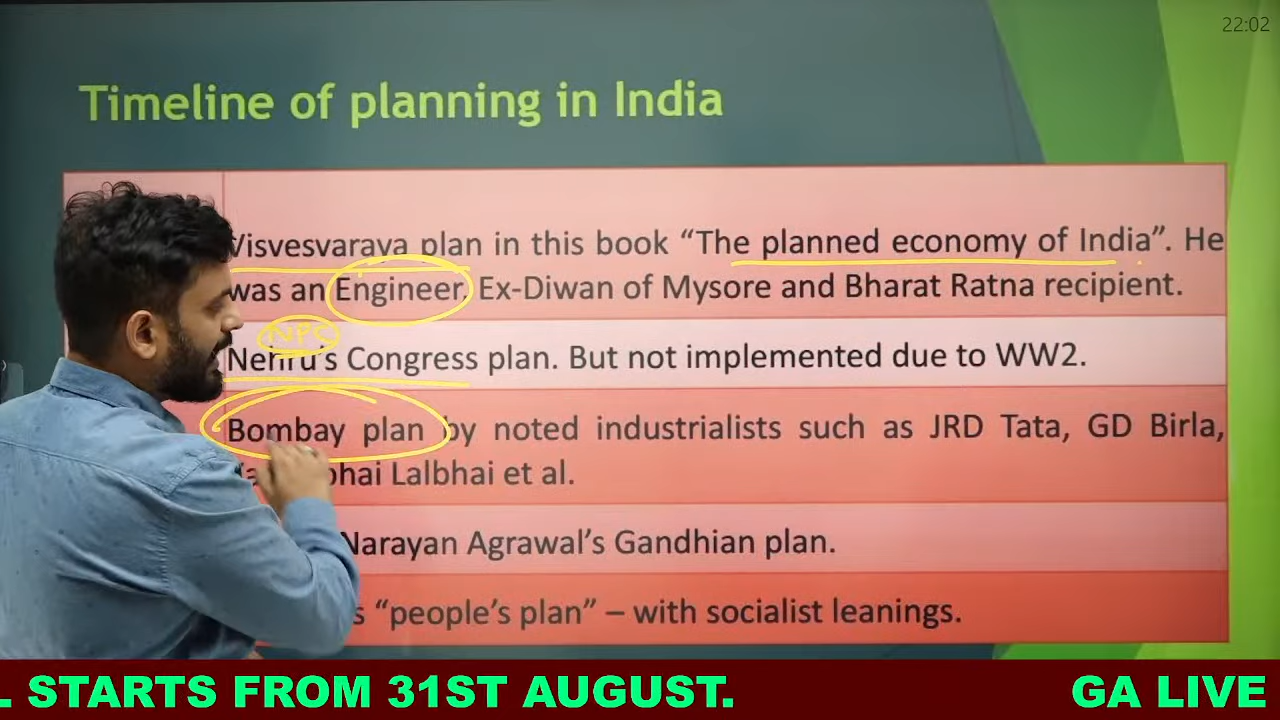 22:02
Timeline of planning in India
Visvesvaraya plan in this book “The planned economy of India”. He
was an Engineer, Ex-Diwan of Mysore and Bharat Ratna recipient.
NPC
Nehru’s Congress plan. But not implemented due to WW2.
Bombay plan by noted industrialists such as JRD Tata, GD Birla,
Lalbhai et al.
Narayan Agrawal’s Gandhian plan.
“people’s plan” – with socialist leanings.
STARTS FROM 31ST AUGUST. GA LIVE